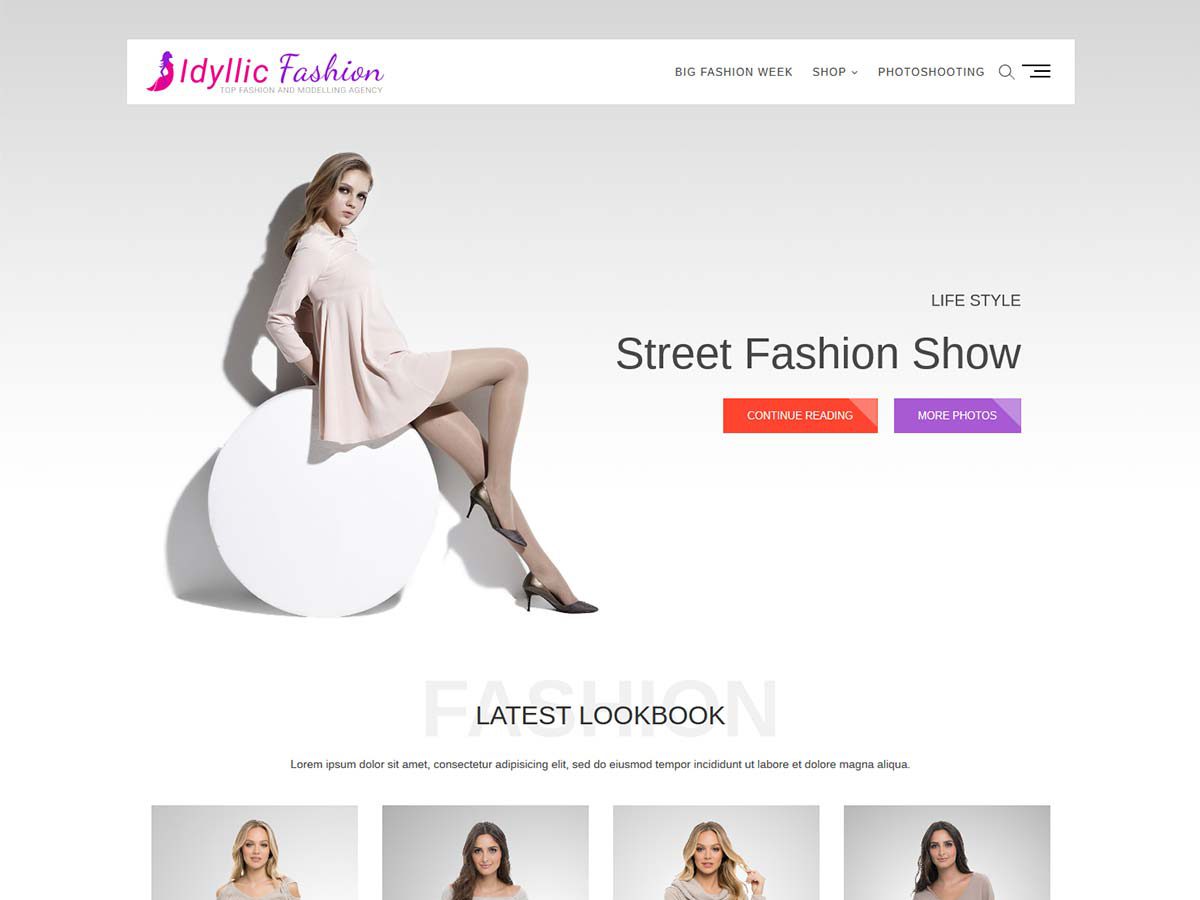 Idyllic Fashion
TOP FASHION AND MODELLING AGENCY
BIG FASHION WEEK SHOP PHOTOSHOOTING
LIFE STYLE
Street Fashion Show
CONTINUE READING MORE PHOTOS
FASHION
LATEST LOOKBOOK
Lorem ipsum dolor sit amet, consectetur adipisicing elit, sed do eiusmod tempor incididunt ut labore et dolore magna aliqua.